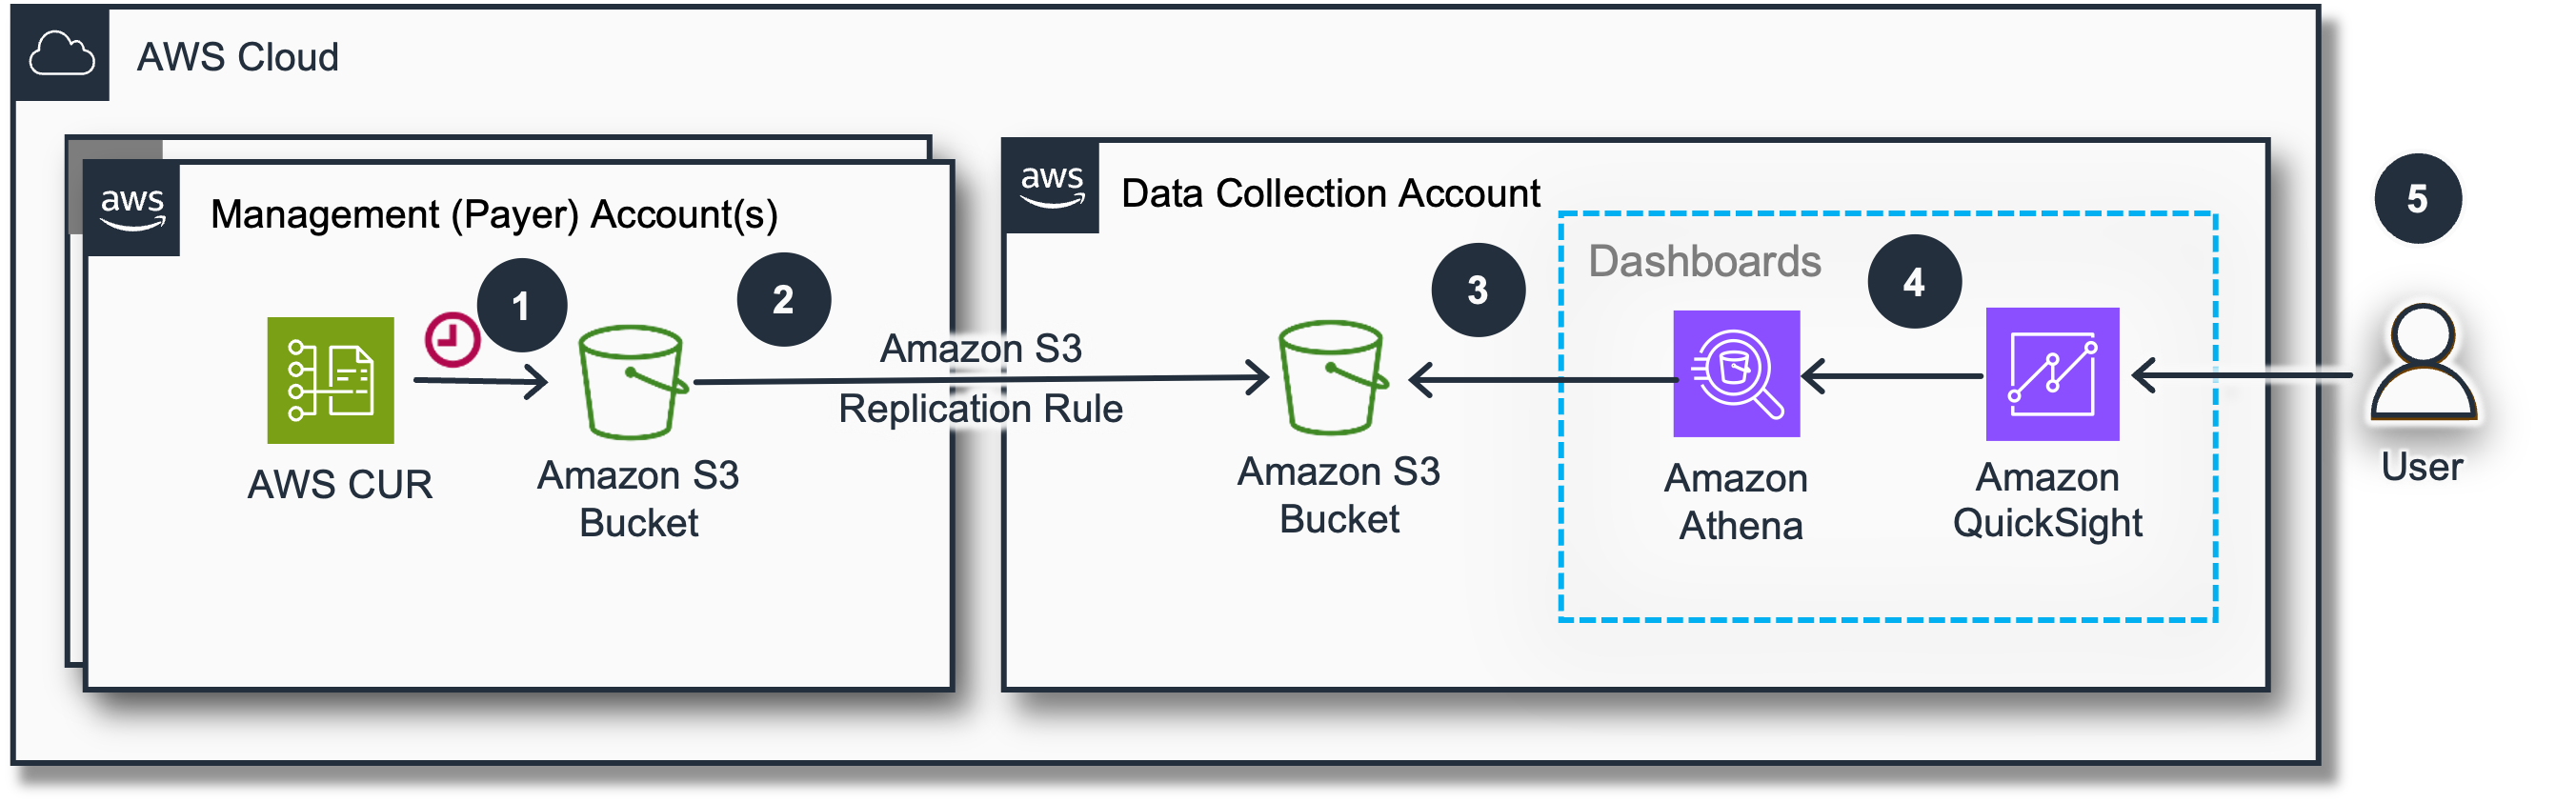 AWS Cloud
aws
Management (Payer) Account(s)
1
2
AWS CUR
Amazon S3
Bucket
Amazon S3
Replication Rule
aws
Data Collection Account
3
Amazon S3
Bucket
Dashboards
4
Amazon
Athena
Amazon
QuickSight
5
User